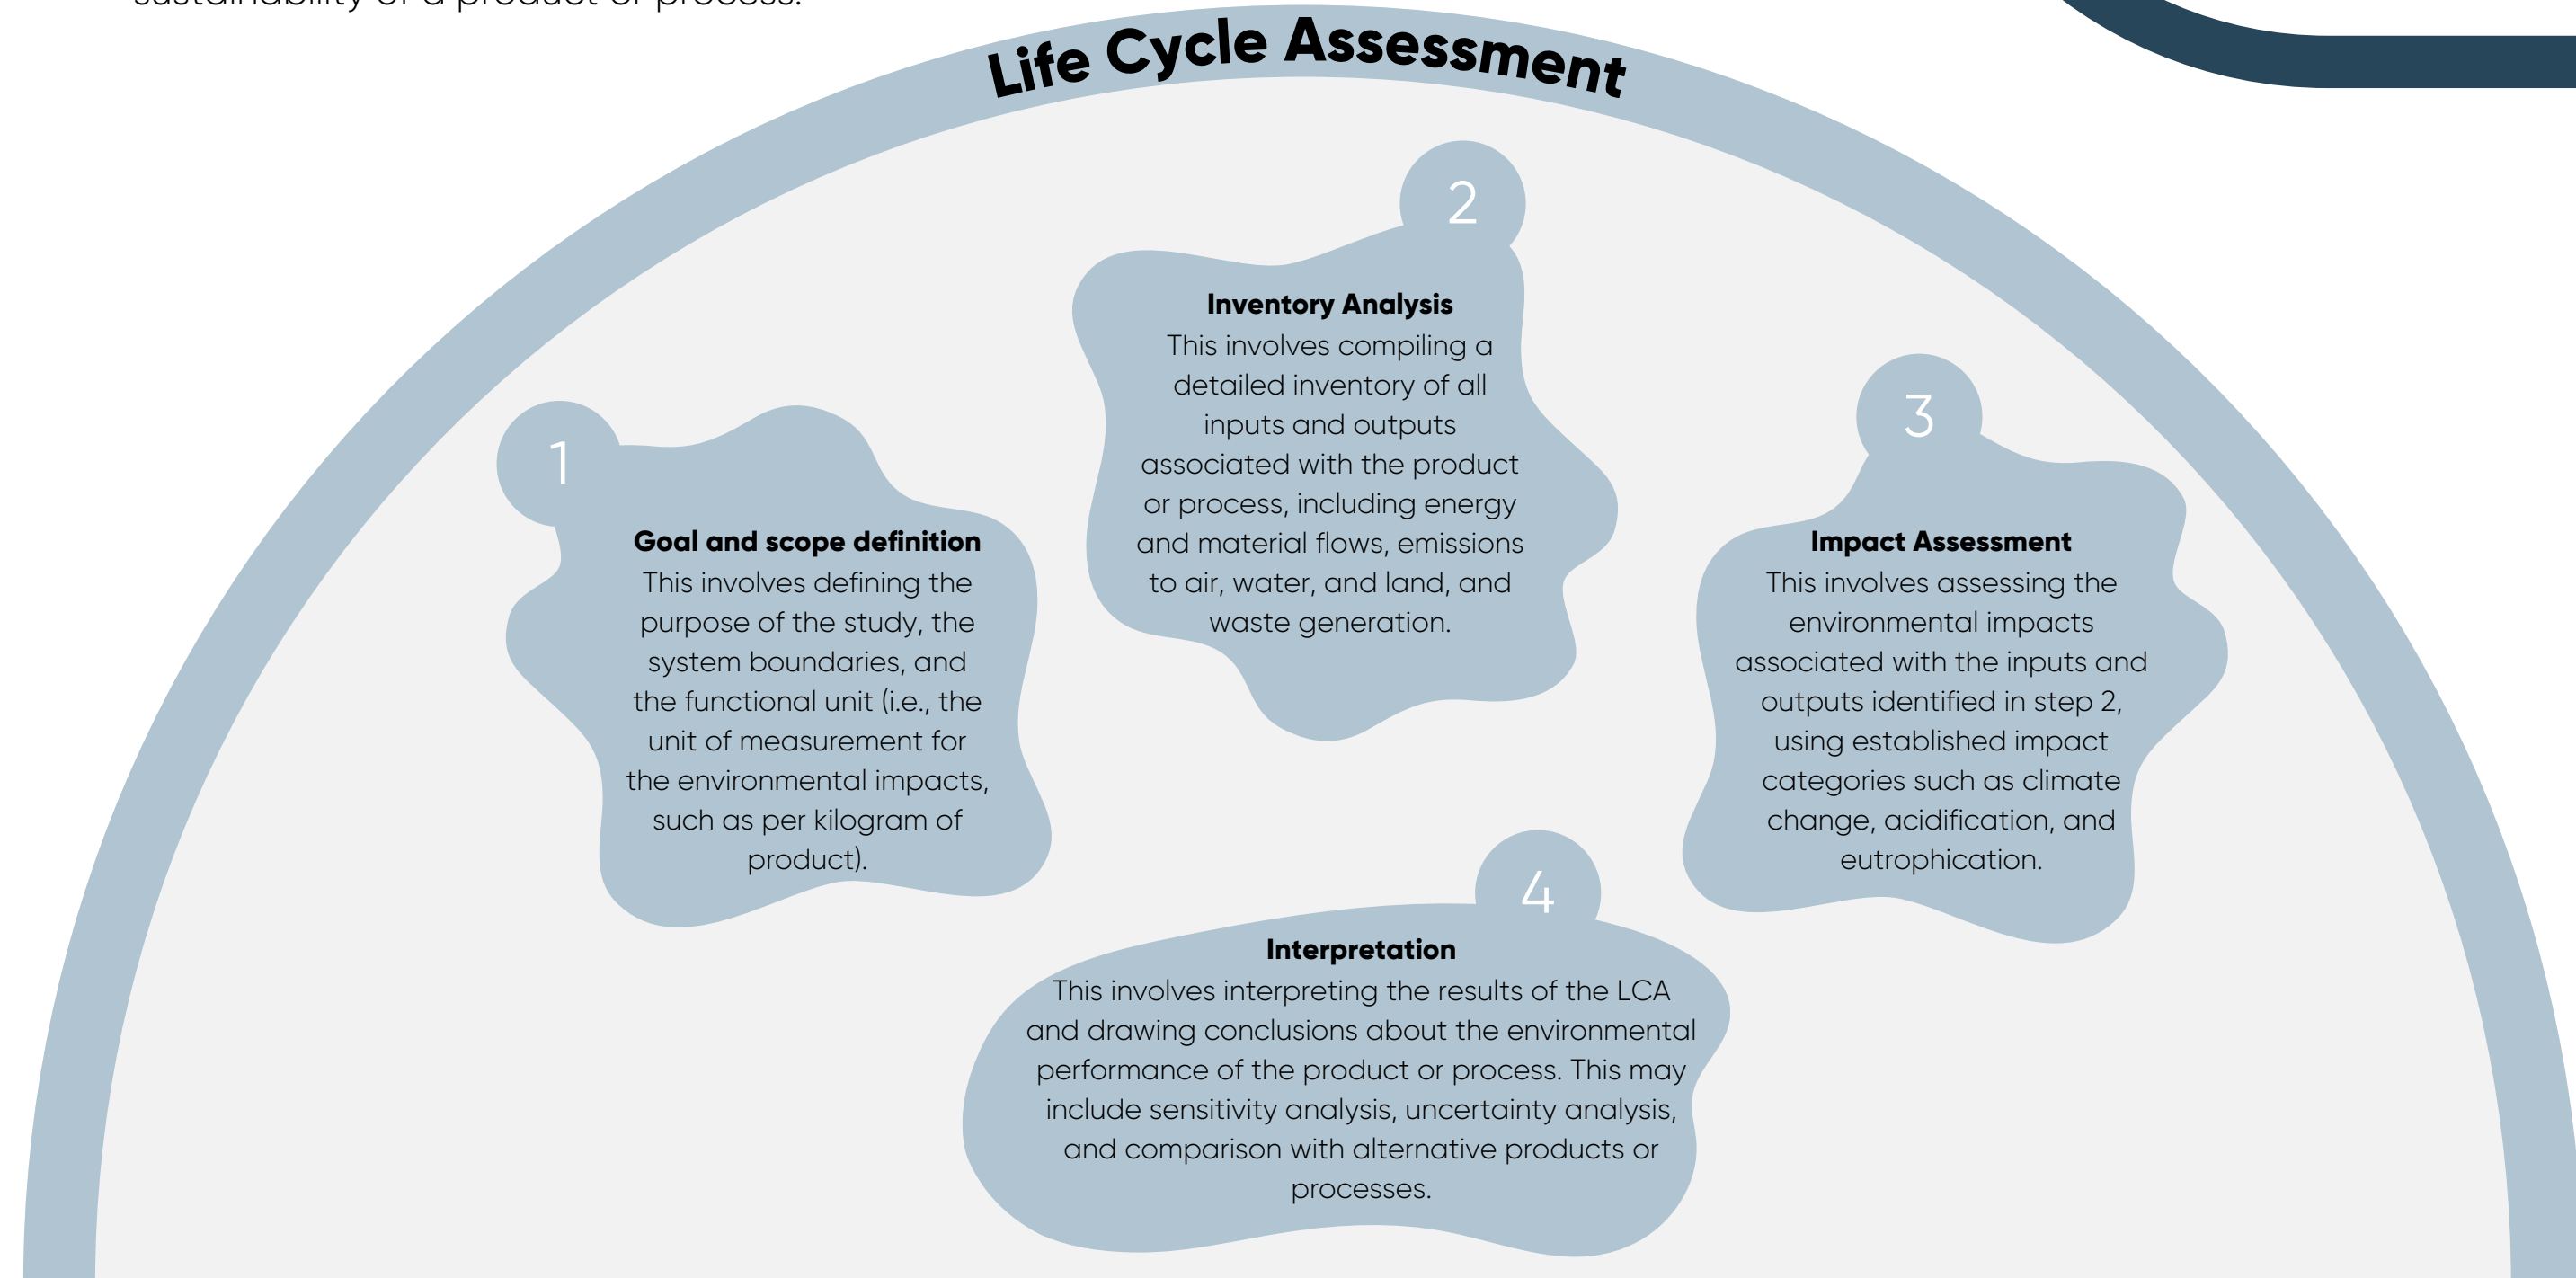 sustainability of a product or process.
Life Cycle Assessment
1
Goal and scope definition
This involves defining the
purpose of the study, the
system boundaries, and
the functional unit (i.e., the
unit of measurement for
the environmental impacts,
such as per kilogram of
product).
2
Inventory Analysis
This involves compiling a
detailed inventory of all
inputs and outputs
associated with the product
or process, including energy
and material flows, emissions
to air, water, and land, and
waste generation.
3
Impact Assessment
This involves assessing the
environmental impacts
associated with the inputs and
outputs identified in step 2,
using established impact
categories such as climate
change, acidification, and
eutrophication.
4
Interpretation
This involves interpreting the results of the LCA
and drawing conclusions about the environmental
performance of the product or process. This may
include sensitivity analysis, uncertainty analysis,
and comparison with alternative products or
processes.